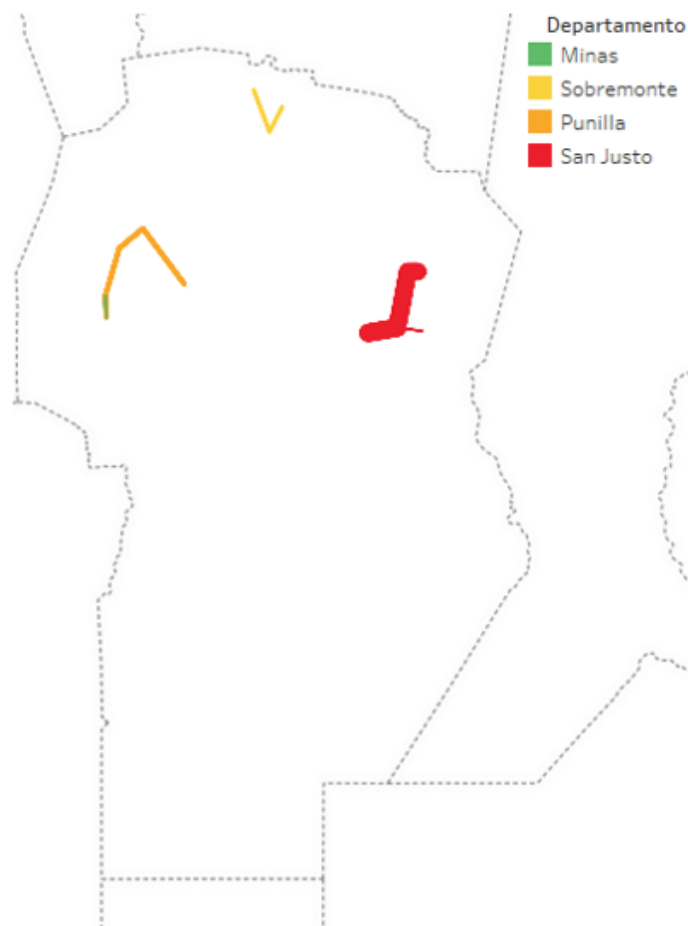 Departamento
Minas
Sobremonte
Punilla
San Justo